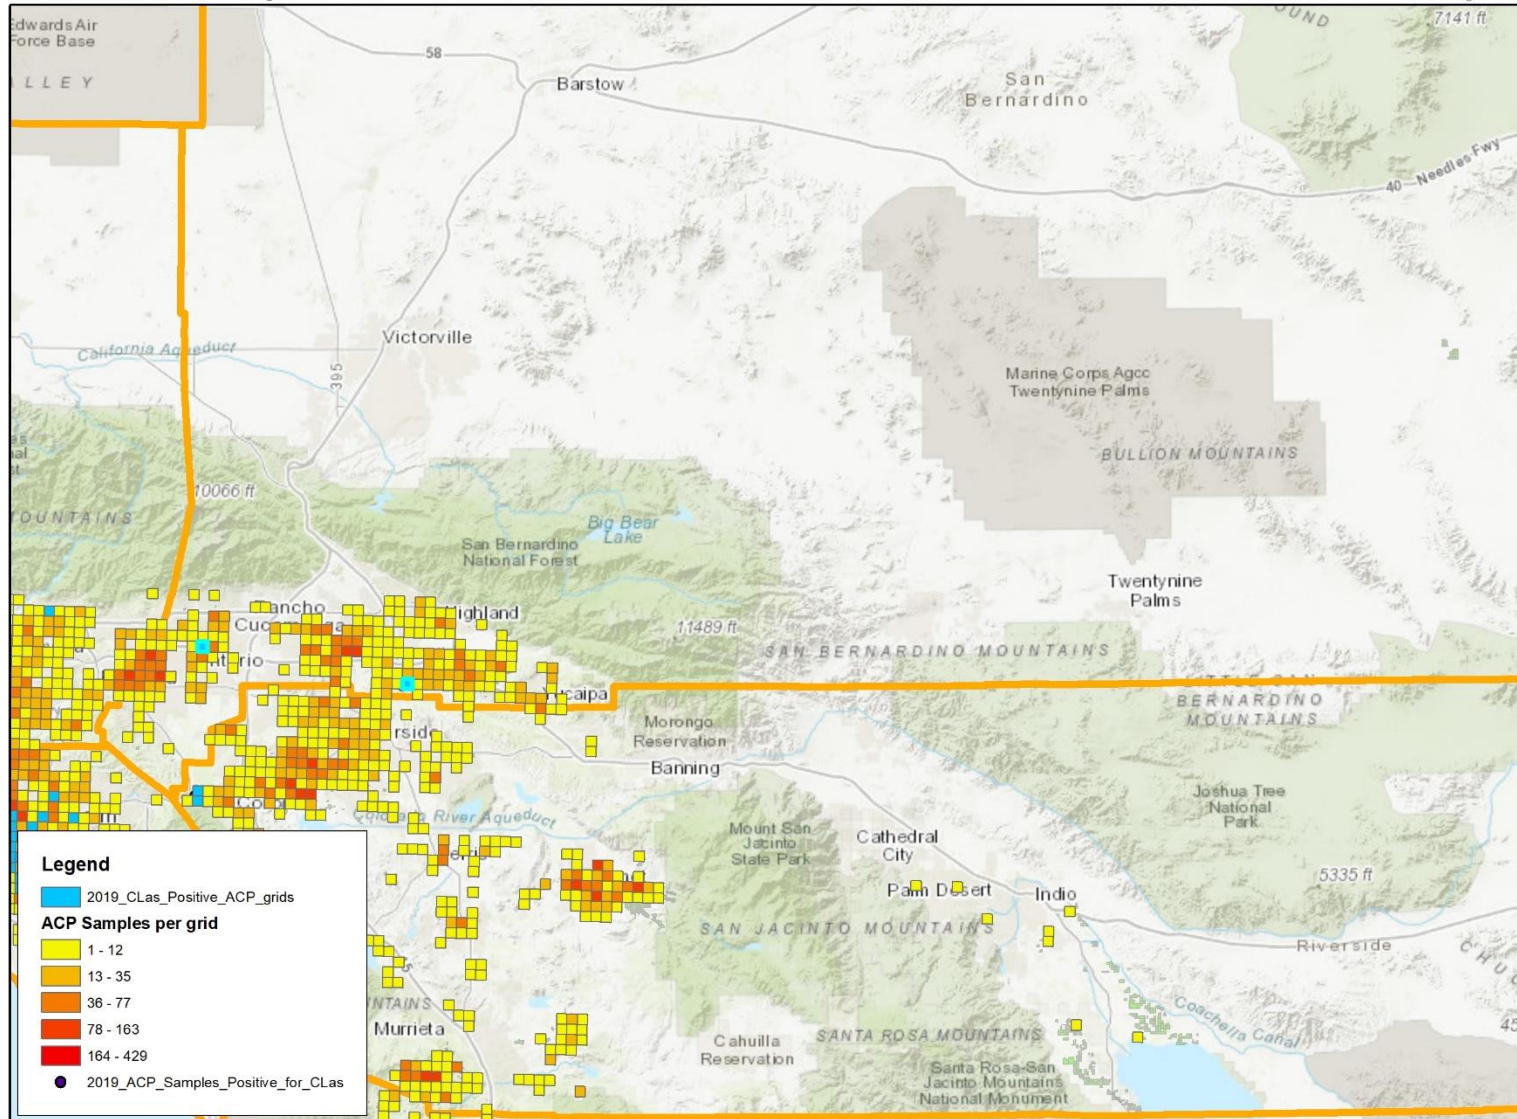 Edwards Air
Force Base
LLEY
58
Barstow
San
Bernardino
OUND
7141 ft
40
Needles Fwy
Victorville
California Aqueduct
395
Marine Corps Agcc
Twentynine Palms
BULLION MOUNTAINS
10066 ft
OUNTAINS
Big Bear
Lake
San Bernardino
National Forest
Twentynine
Palms
Highland
11489 ft
SAN BERNARDINO MOUNTAINS
Yucaipa
BERNARDINO
MOUNTAINS
rside
Morongo
Reservation
Banning
Joshua Tree
National
Park
Mount San
Jacinto
State Park
Cathedral
City
5335 ft
Palm Desert
Indio
SAN JACINTO MOUNTAINS
Riverside
15
NTAINS
Murrieta
Cahuilla
Reservation
SANTA ROSA MOUNTAINS
Coachella Canal
Santa Rosa-San
Jacinto Mountains
National Monument
Legend
2019_CLas_Positive_ACP_grids
ACP Samples per grid
1 - 12
13 - 35
36 - 77
78 - 163
164 - 429
2019_ACP_Samples_Positive_for_CLas